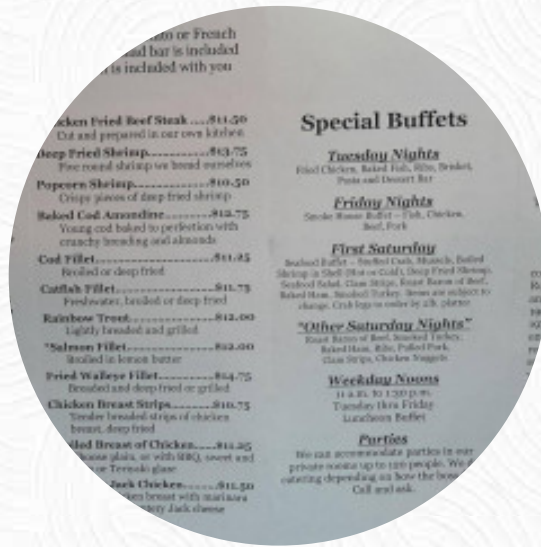 or French
bar is included
is included with you
Fried Beef Steak .....$11.50
Cut and prepared in our own kitchen
Deep Fried Shrimp..............$13.75
Five round shrimp we bread ourselves
Popcorn Shrimp.................$10.50
Crispy pieces of deep fried shrimp
Baked Cod Amandine...........$12.75
Young cod baked to perfection with
crunchy breading and almonds
Cod Fillet..........................$11.25
Broiled or deep fried
Catfish Fillet......................$11.75
Freshwater, broiled or deep fried
Rainbow Trout...................$12.00
Lightly breaded and grilled
*Salmon Fillet....................$12.00
Broiled in lemon butter
Fried Walleye Fillet.............$14.75
Breaded and deep fried or grilled
Chicken Breast Strips...........$10.75
Tender breaded strips of chicken
breast, deep fried
Breast of Chicken......$11.25
plain, or with BBQ, sweet and
or Teriyaki glaze
Jack Chicken.............$11.50
breast with marinara
Jack cheese
Special Buffets
Tuesday Nights
Fried Chicken, Baked Fish, Ribs, Brisket,
Pasta and Dessert Bar
Friday Nights
Smoke House Buffet – Fish, Chicken,
Beef, Pork
First Saturday
Seafood Buffet – Stuffed Crab, Mussels, Boiled
Shrimp in Shell (Hot or Cold), Deep Fried Shrimp,
Seafood Salad, Clam Strips, Roast Baron of Beef,
Baked Ham, Smoked Turkey. Items are subject to
change. Crab legs to order by 2lb. platter.
"Other Saturday Nights"
Roast Baron of Beef, Smoked Turkey,
Baked Ham, Ribs, Pulled Pork,
Clam Strips, Chicken Nuggets
Weekday Noons
11 a.m. to 1:30 p.m.
Tuesday thru Friday
Luncheon Buffet
Parties
We can accommodate parties in our
private rooms up to 120 people. We
catering depending on how the
Call and ask.